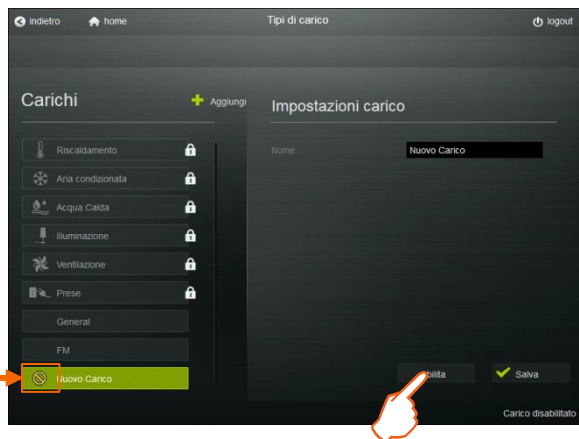 indietro home Tipi di carico logout
Carichi Aggiungi
Impostazioni carico
Riscaldamento
Nome : Nuovo Carico
Aria condizionata
Acqua Calda
Illuminazione
Ventilazione
Prese
General
FM
Nuovo Carico
Salva
Carico disabilitato